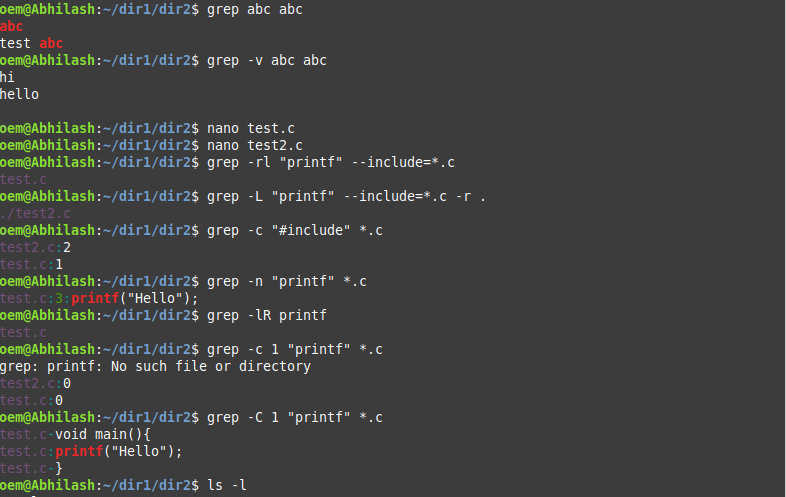 oem@Abhilash:~/dir1/dir2$ grep abc abc
abc
test abc
oem@Abhilash:~/dir1/dir2$ grep -v abc abc
hi
hello
oem@Abhilash:~/dir1/dir2$ nano test.c
oem@Abhilash:~/dir1/dir2$ nano test2.c
oem@Abhilash:~/dir1/dir2$ grep -rl "printf" --include=*.c
test.c
oem@Abhilash:~/dir1/dir2$ grep -L "printf" --include=*.c -r .
./test2.c
oem@Abhilash:~/dir1/dir2$ grep -c "#include" *.c
test2.c:2
test.c:1
oem@Abhilash:~/dir1/dir2$ grep -n "printf" *.c
test.c:3:printf("Hello");
oem@Abhilash:~/dir1/dir2$ grep -lR printf
test.c
oem@Abhilash:~/dir1/dir2$ grep -c 1 "printf" *.c
grep: printf: No such file or directory
test2.c:0
test.c:0
oem@Abhilash:~/dir1/dir2$ grep -C 1 "printf" *.c
test.c-void main(){
test.c:printf("Hello");
test.c-}
oem@Abhilash:~/dir1/dir2$ ls -l